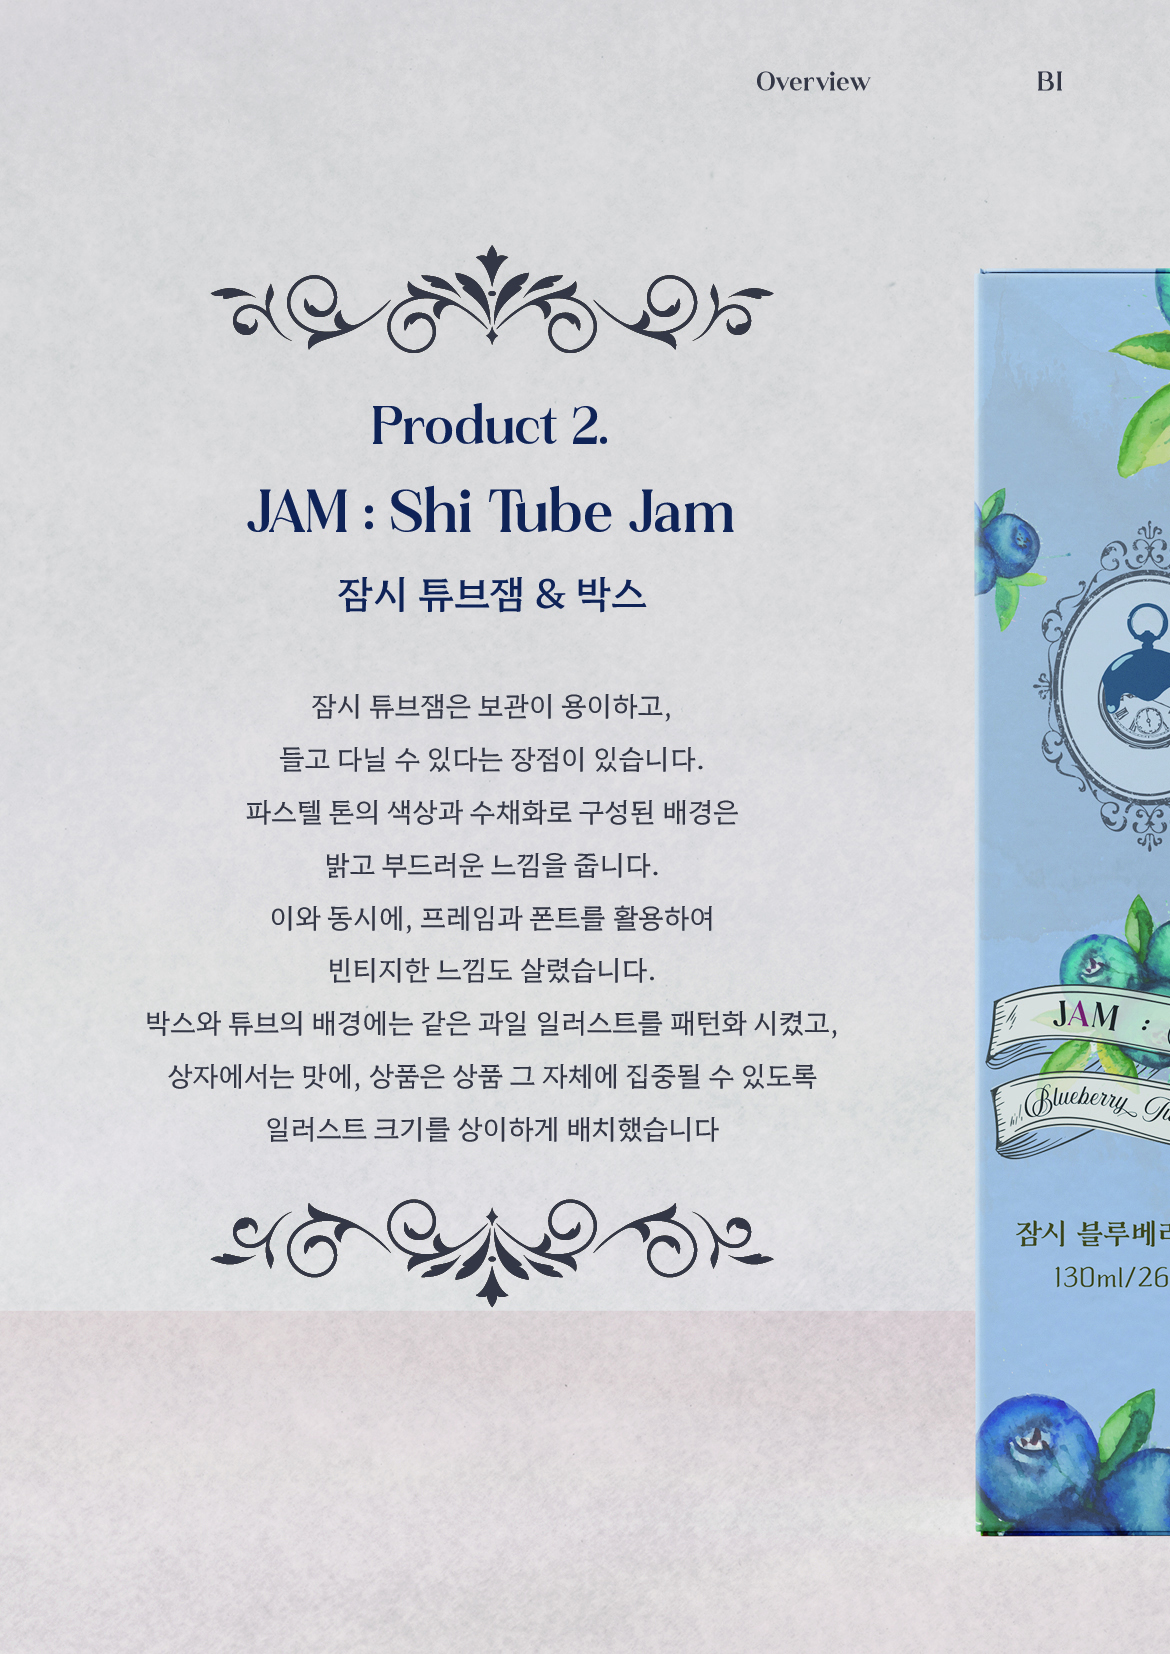 Overview BI
Product 2.
JAM : Shi Tube Jam
잠시 튜브잼 & 박스
잠시 튜브잼은 보관이 용이하고,
들고 다닐 수 있다는 장점이 있습니다.
파스텔 톤의 색상과 수채화로 구성된 배경은
밝고 부드러운 느낌을 줍니다.
이와 동시에, 프레임과 폰트를 활용하여
빈티지한 느낌도 살렸습니다.
박스와 튜브의 배경에는 같은 과일 일러스트를 패턴화 시켰고,
상자에서는 맛에, 상품은 상품 그 자체에 집중될 수 있도록
일러스트 크기를 상이하게 배치했습니다
JAM :
Blueberry
잠시 블루베
130ml/26